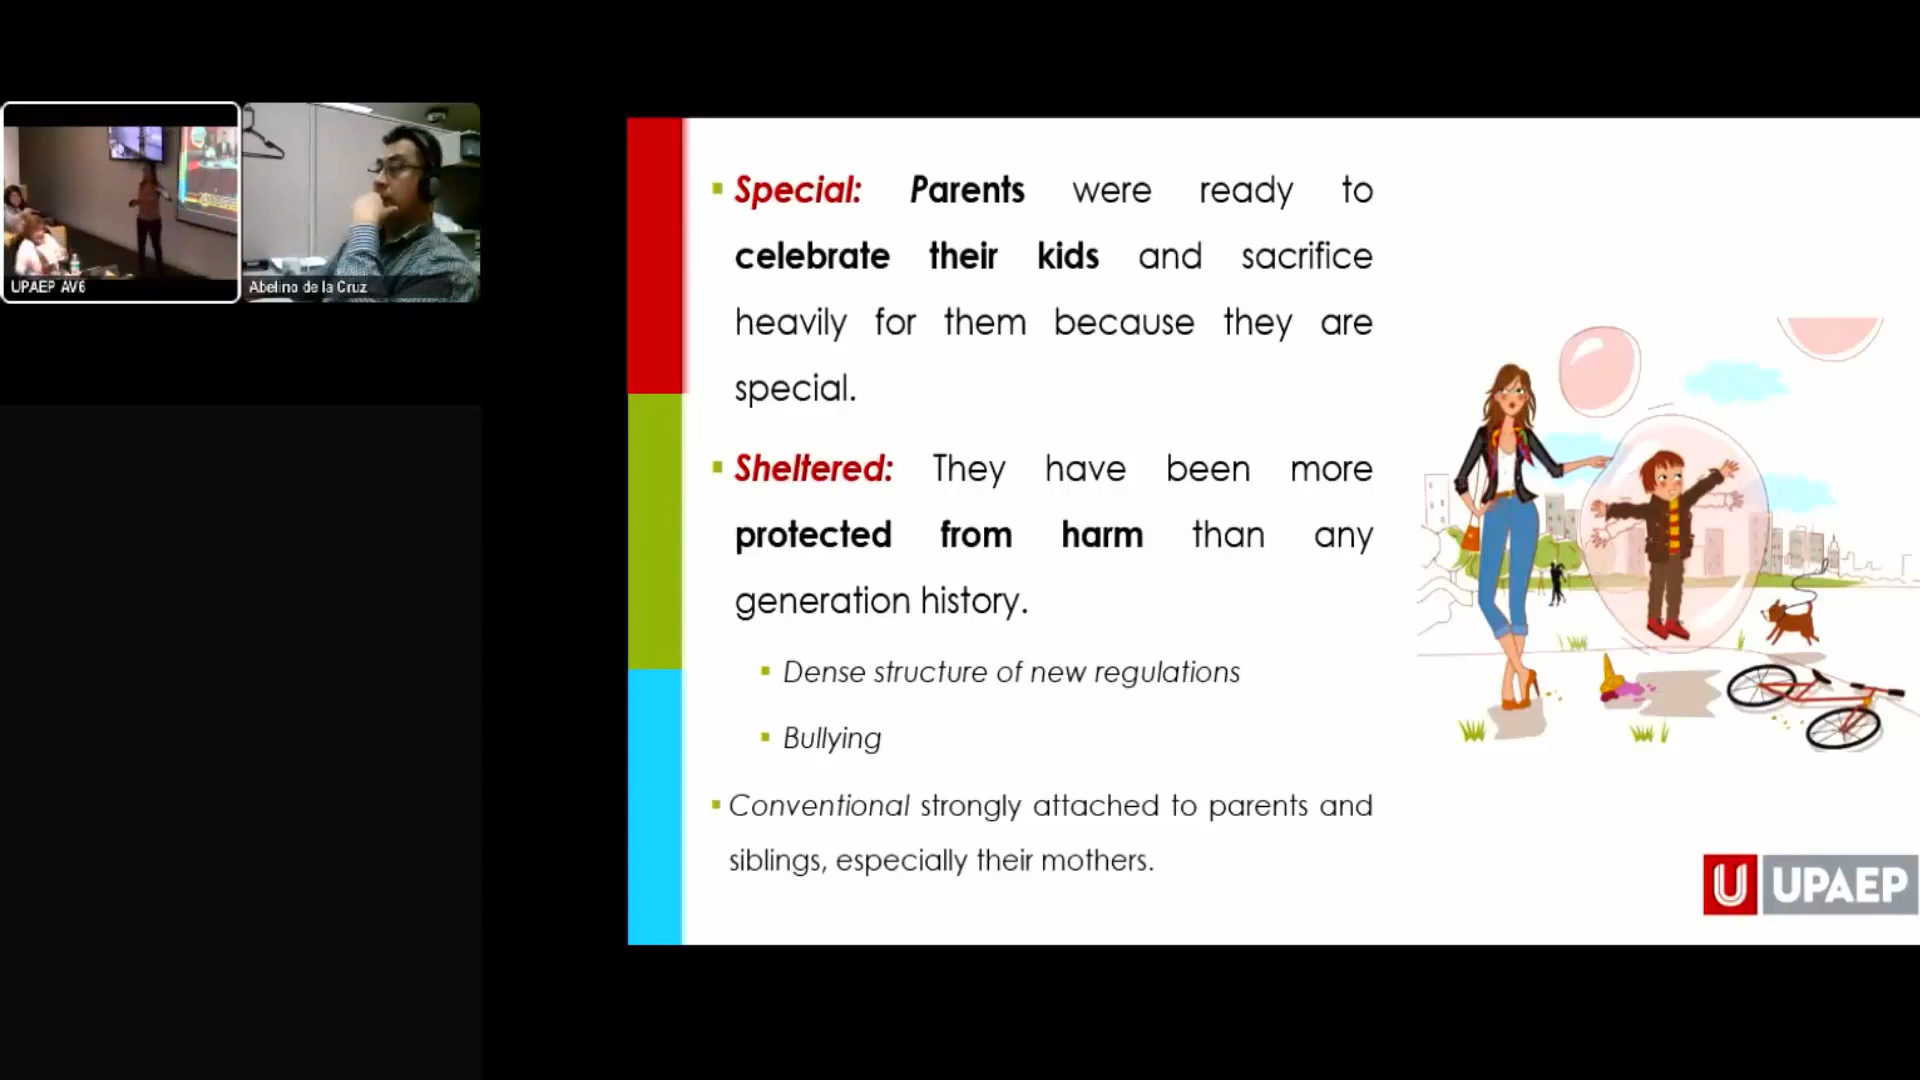 UPAEP AV6
Abelino de la Cruz
Special: Parents were ready to
celebrate their kids and sacrifice
heavily for them because they are
special.
Sheltered: They have been more
protected from harm than any
generation history.
Dense structure of new regulations
Bullying
Conventional strongly attached to parents and
siblings, especially their mothers.
U UPAEP